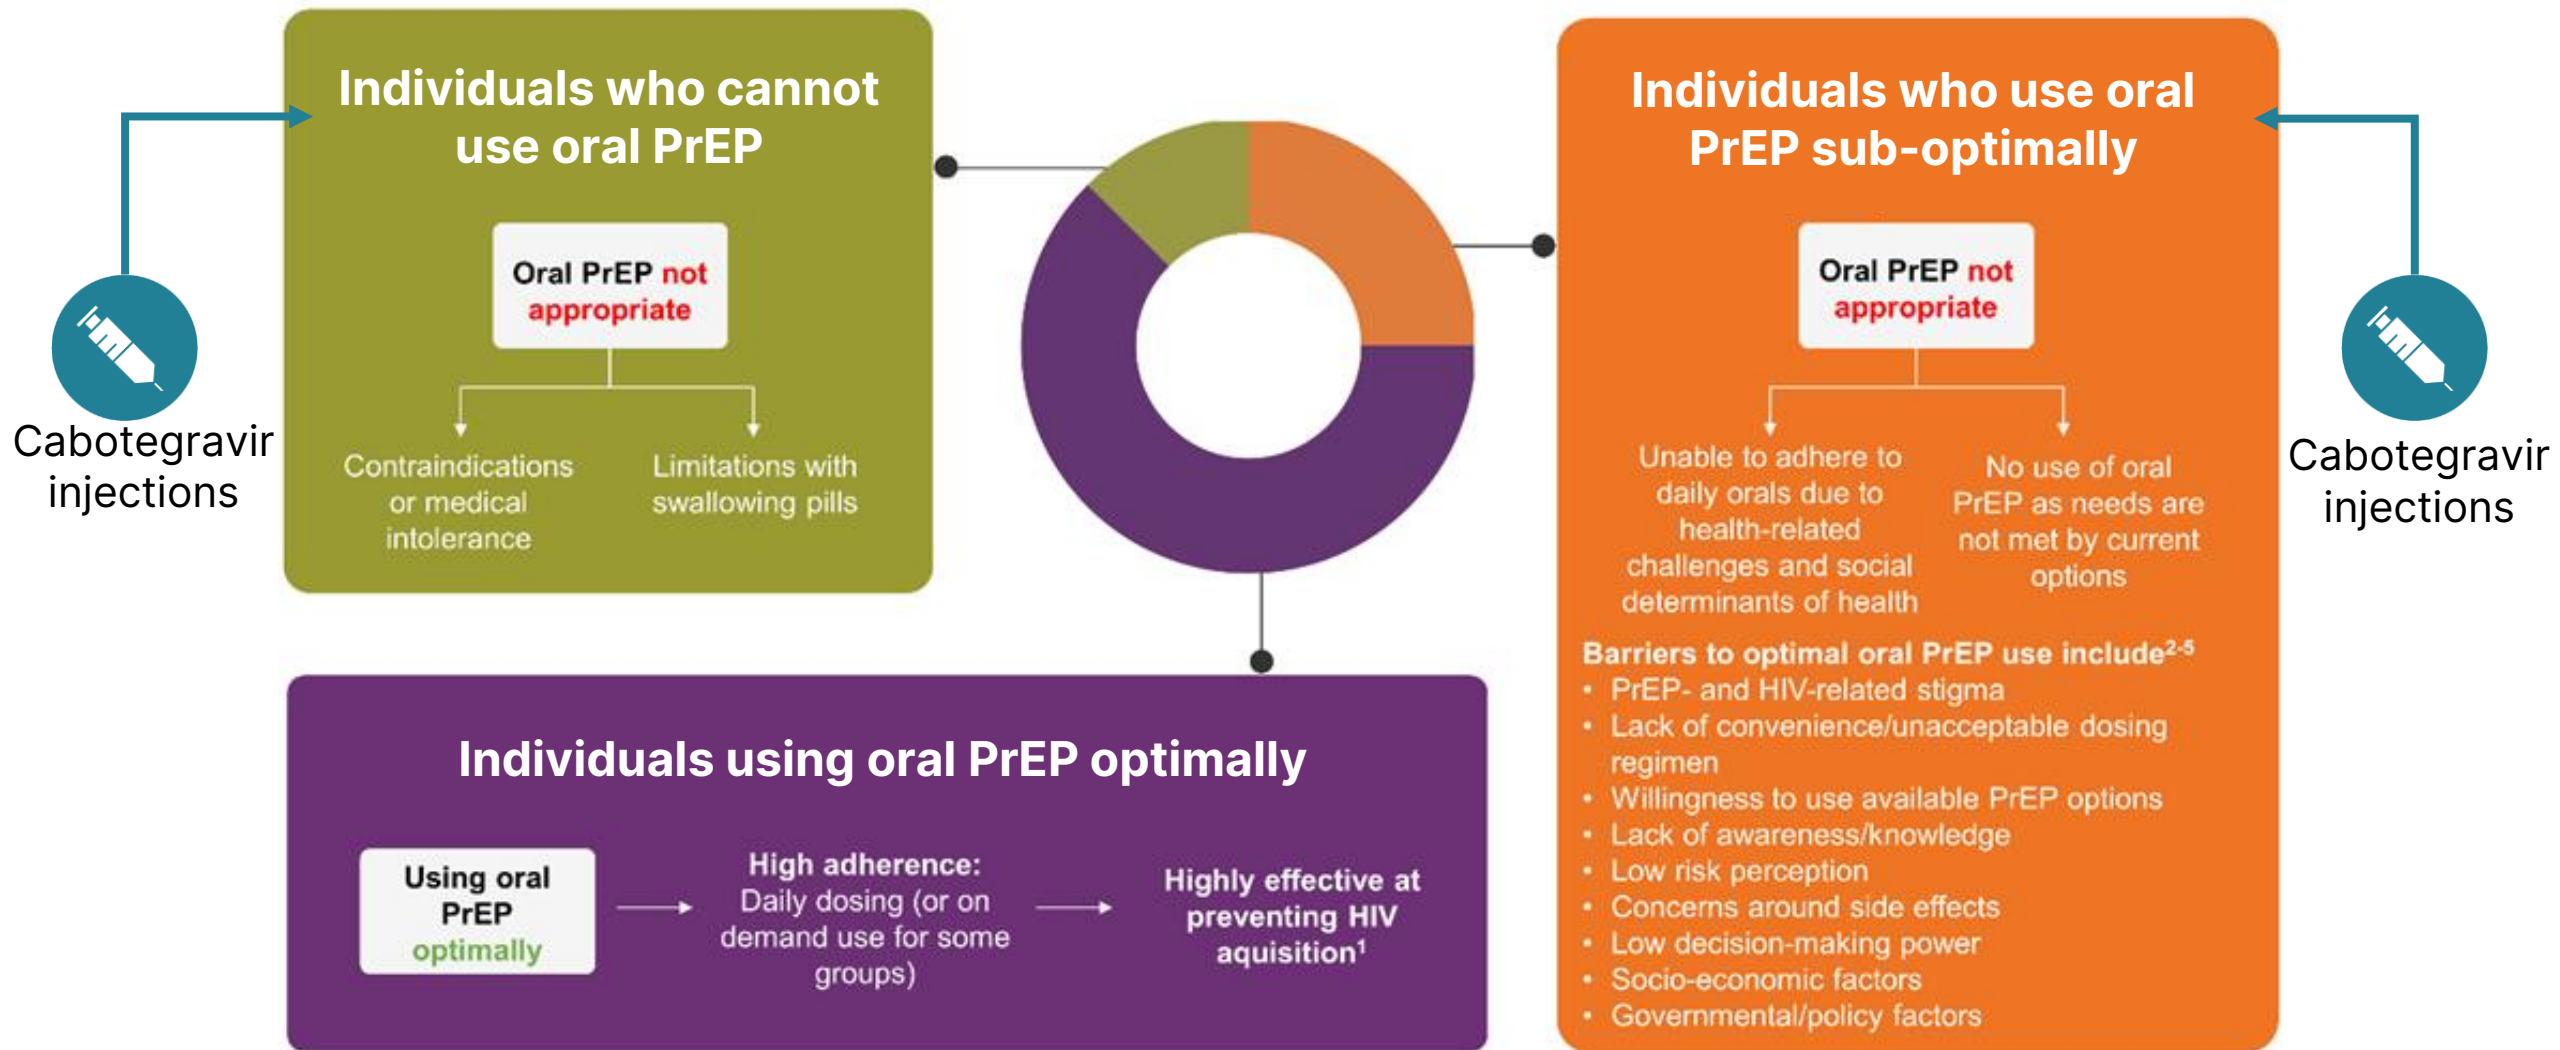 Individuals who cannot
use oral PrEP
Oral PrEP not
appropriate
Contraindications
or medical
intolerance
Limitations with
swallowing pills
Cabotegravir
injections
Individuals who use oral
PrEP sub-optimally
Oral PrEP not
appropriate
Unable to adhere to
daily orals due to
health-related
challenges and social
determinants of health
No use of oral
PrEP as needs are
not met by current
options
Barriers to optimal oral PrEP use include²⁻⁵
• PrEP- and HIV-related stigma
• Lack of convenience/unacceptable dosing
regimen
• Willingness to use available PrEP options
• Lack of awareness/knowledge
• Low risk perception
• Concerns around side effects
• Low decision-making power
• Socio-economic factors
• Governmental/policy factors
Cabotegravir
injections
Individuals using oral PrEP optimally
Using oral
PrEP
optimally
High adherence:
Daily dosing (or on
demand use for some
groups)
Highly effective at
preventing HIV
aquisition¹